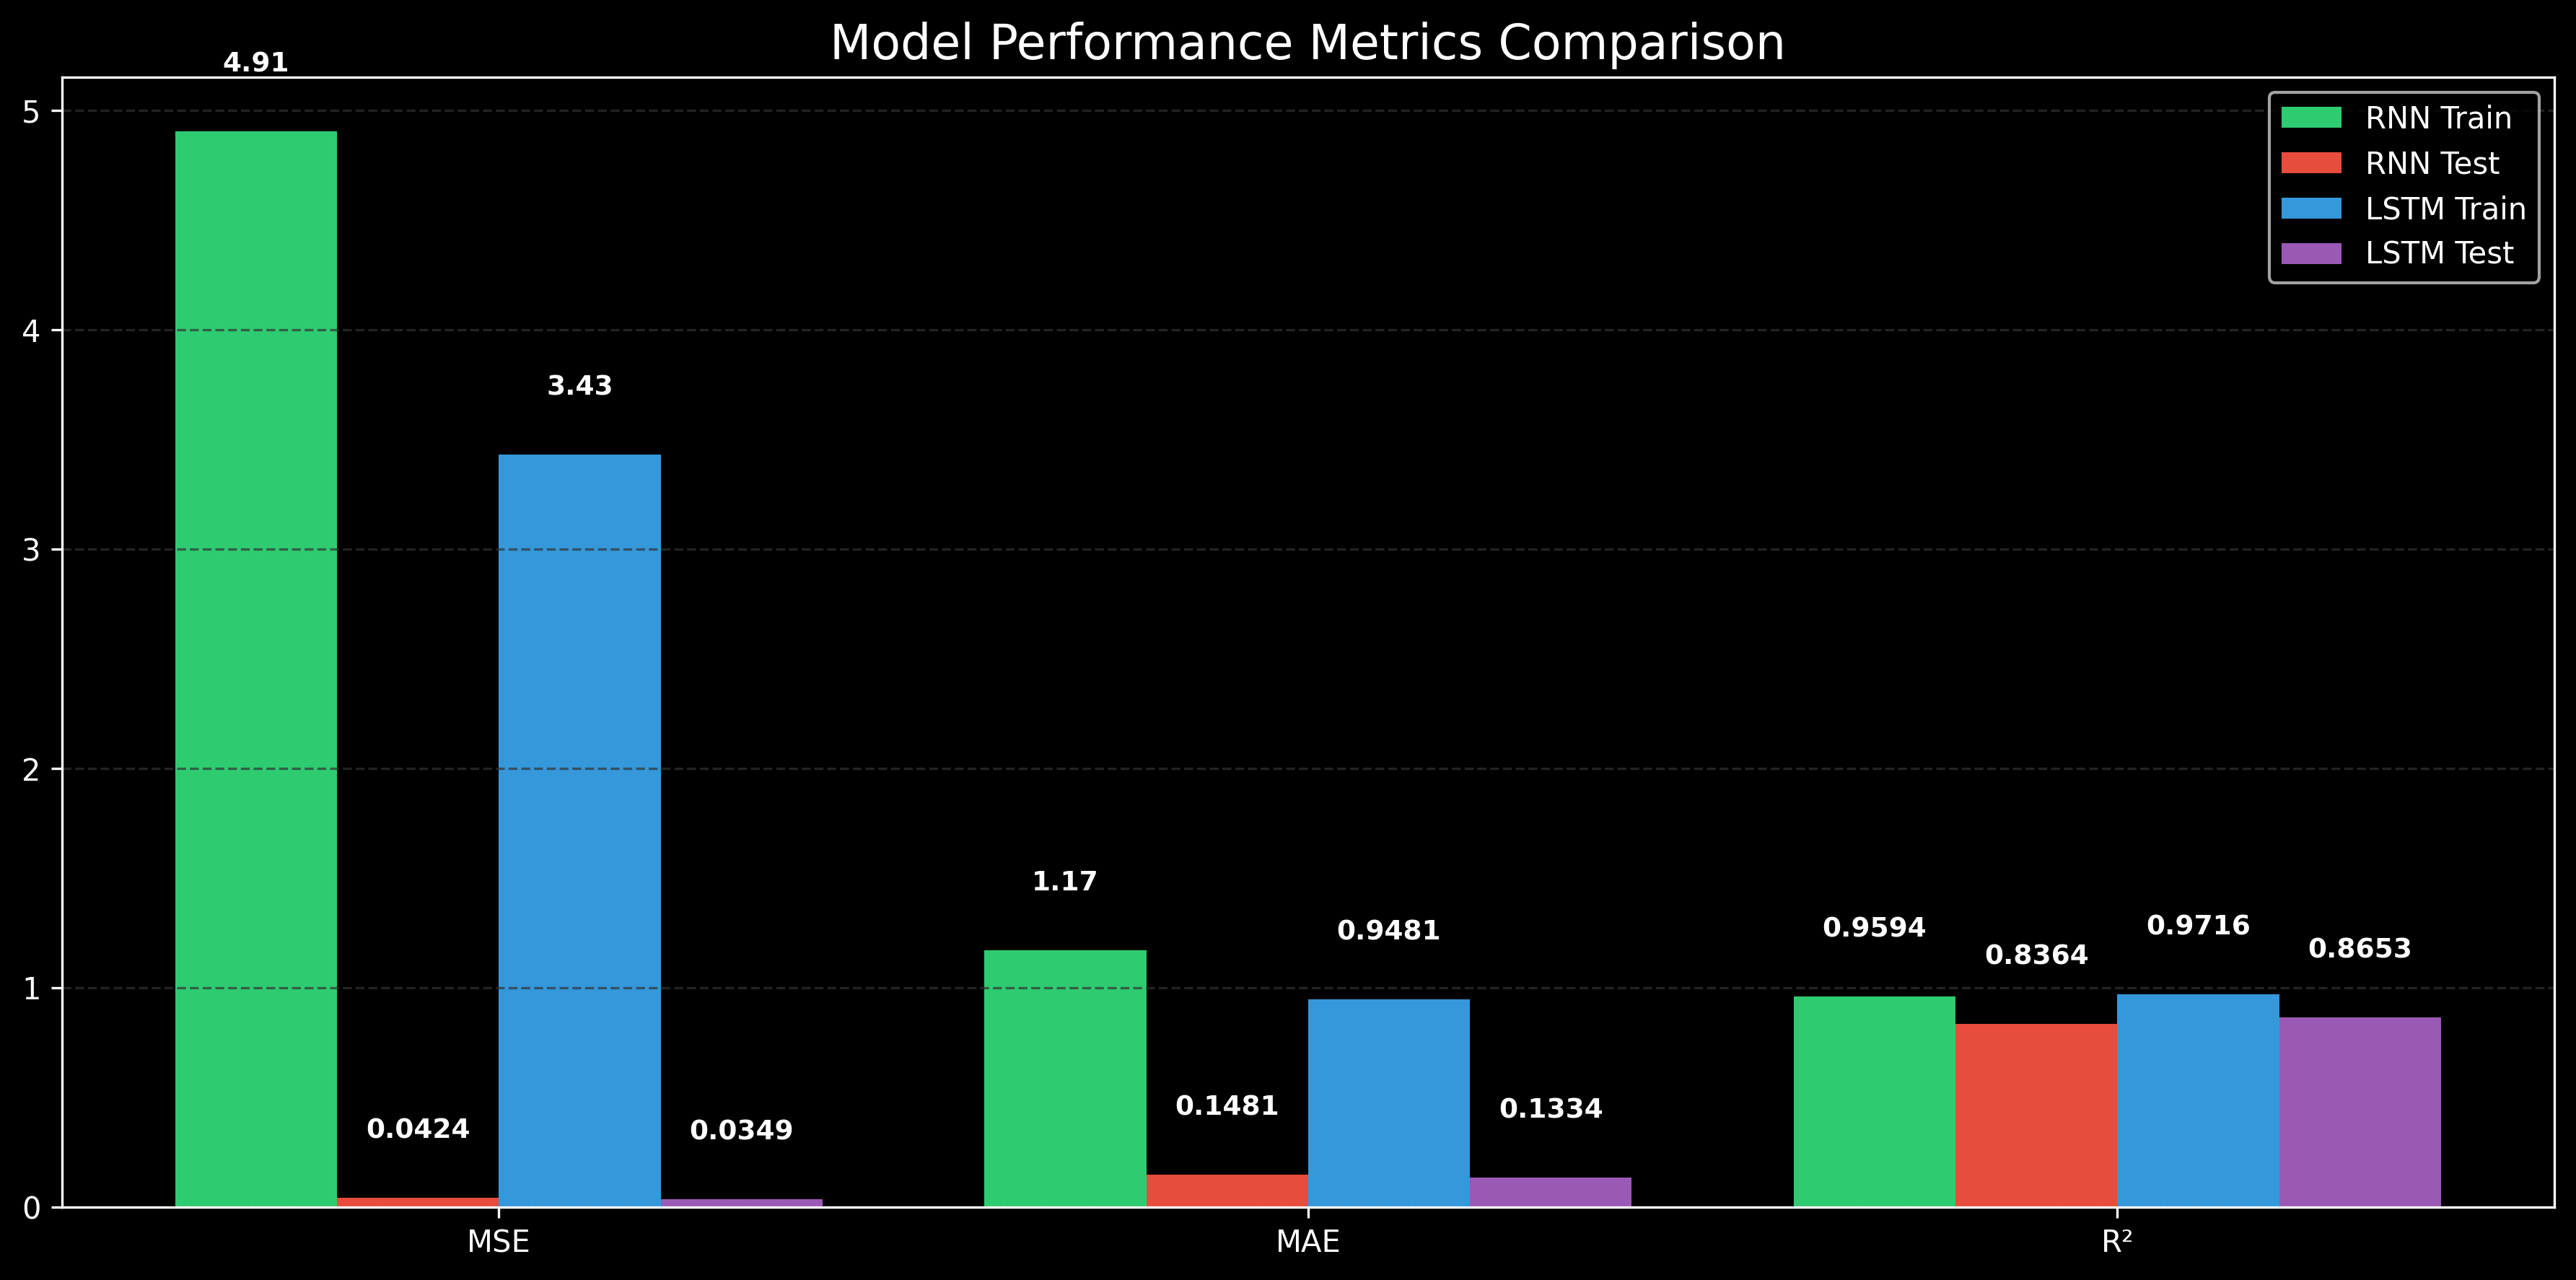 Model Performance Metrics Comparison
4.91
5
4
3
2
1
0
3.43
0.0424
0.0349
1.17
0.1481
0.9481
0.1334
0.9594
0.8364
0.9716
0.8653
RNN Train
RNN Test
LSTM Train
LSTM Test
MSE
MAE
R²